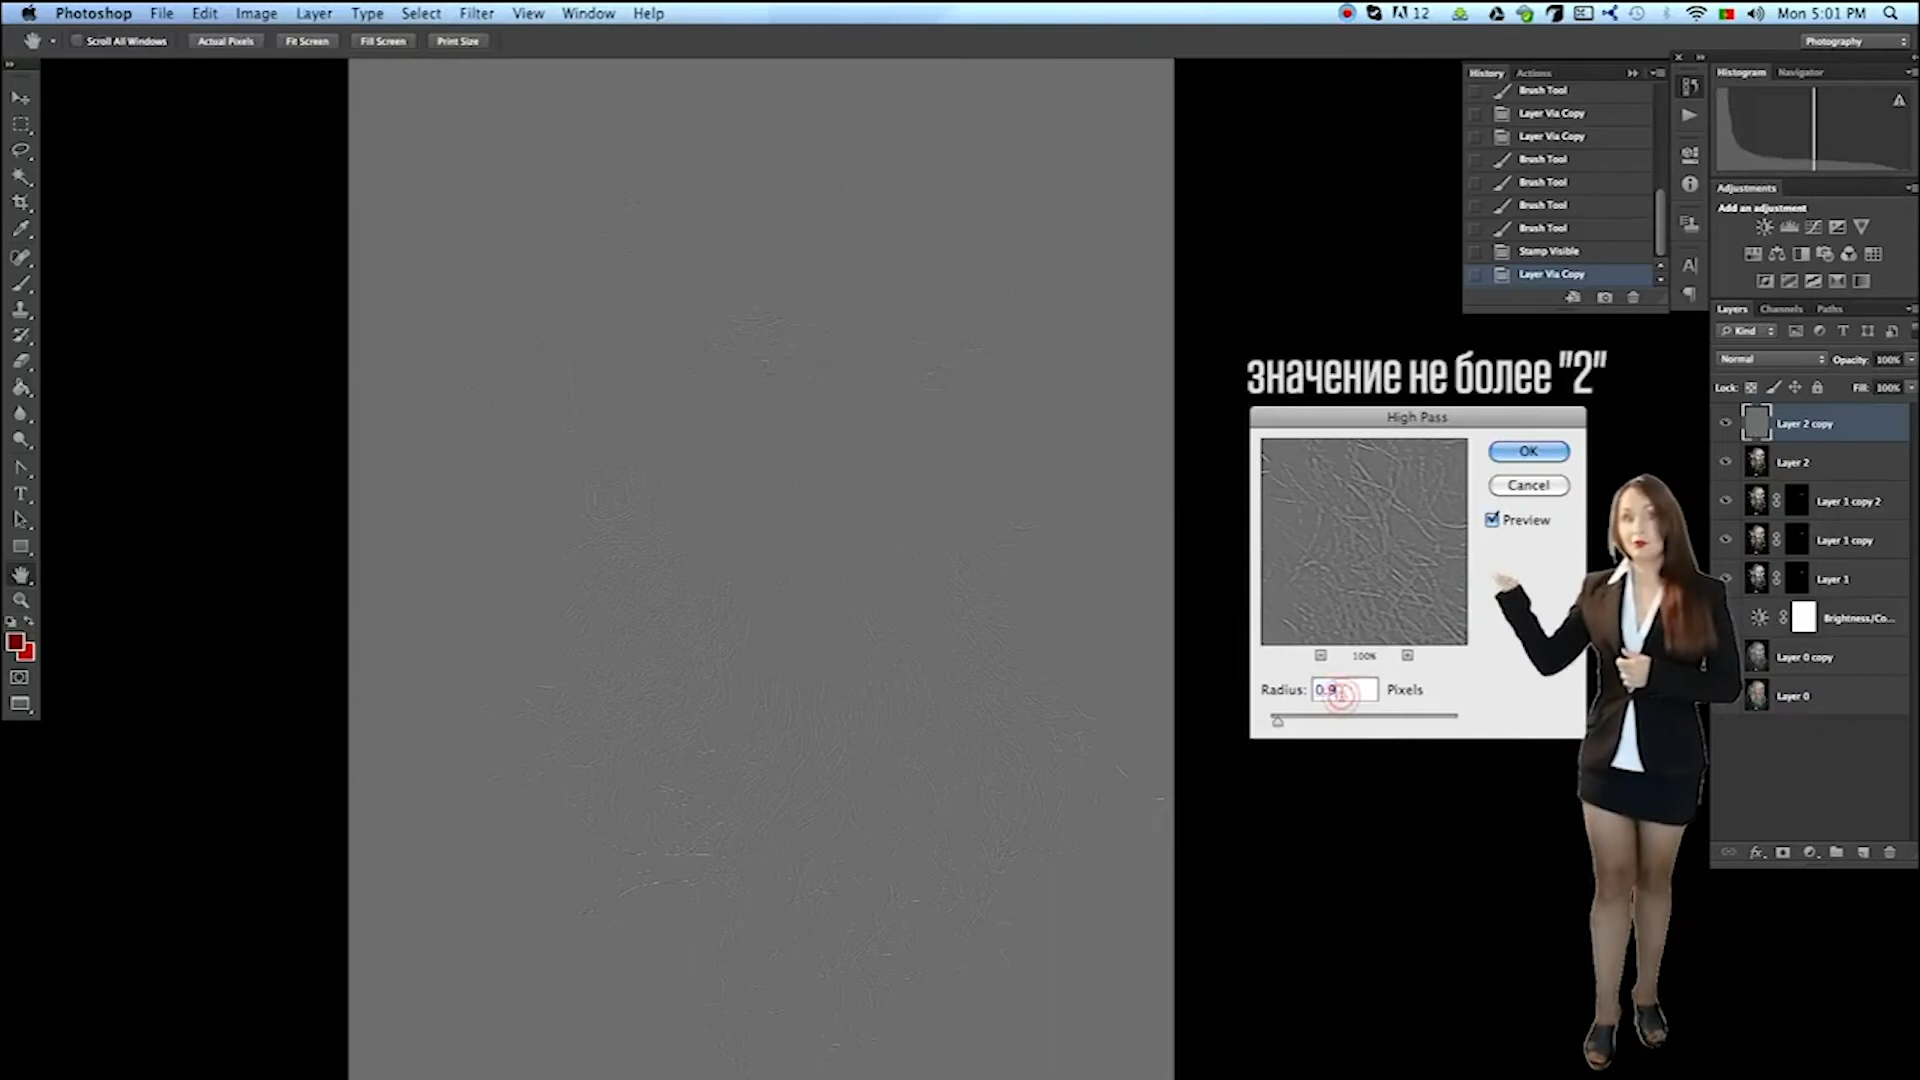 Photoshop File Edit Image Layer Type Select Filter View Window Help
12 Mon 5:01 PM
Scroll All Windows Actual Pixels Fit Screen Fill Screen Print Size
Photography
History Actions
Brush Tool
Layer Via Copy
Layer Via Copy
Brush Tool
Brush Tool
Brush Tool
Brush Tool
Stamp Visible
Layer Via Copy
Histogram Navigator
Adjustments
Add an adjustment
Layers Channels Paths
Kind
Normal Opacity: 100%
Lock: Fill: 100%
Layer 2 copy
Layer 2
Layer 1 copy 2
Layer 1 copy
Layer 1
Brightness/Co...
Layer 0 copy
Layer 0
значение не более "2"
High Pass
OK
Cancel
Preview
100%
Radius: 0.9 Pixels